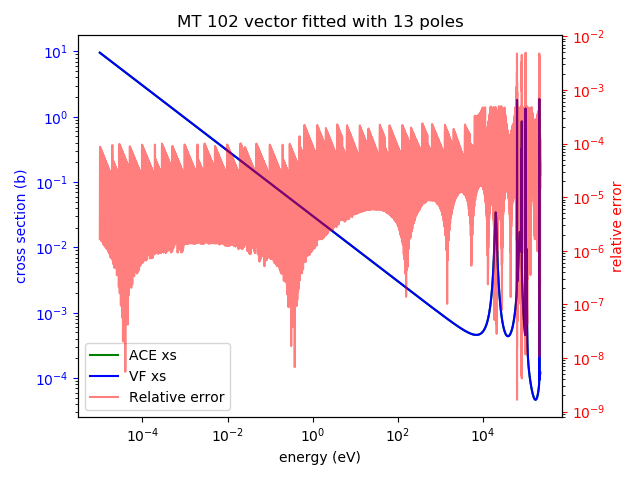 MT 102 vector fitted with 13 poles
cross section (b)
10^1
10^0
10^-1
10^-2
10^-3
10^-4
10^-2
10^-3
10^-4
10^-5
10^-6
10^-7
10^-8
10^-9
relative error
ACE xs
VF xs
Relative error
10^-4 10^-2 10^0 10^2 10^4
energy (eV)